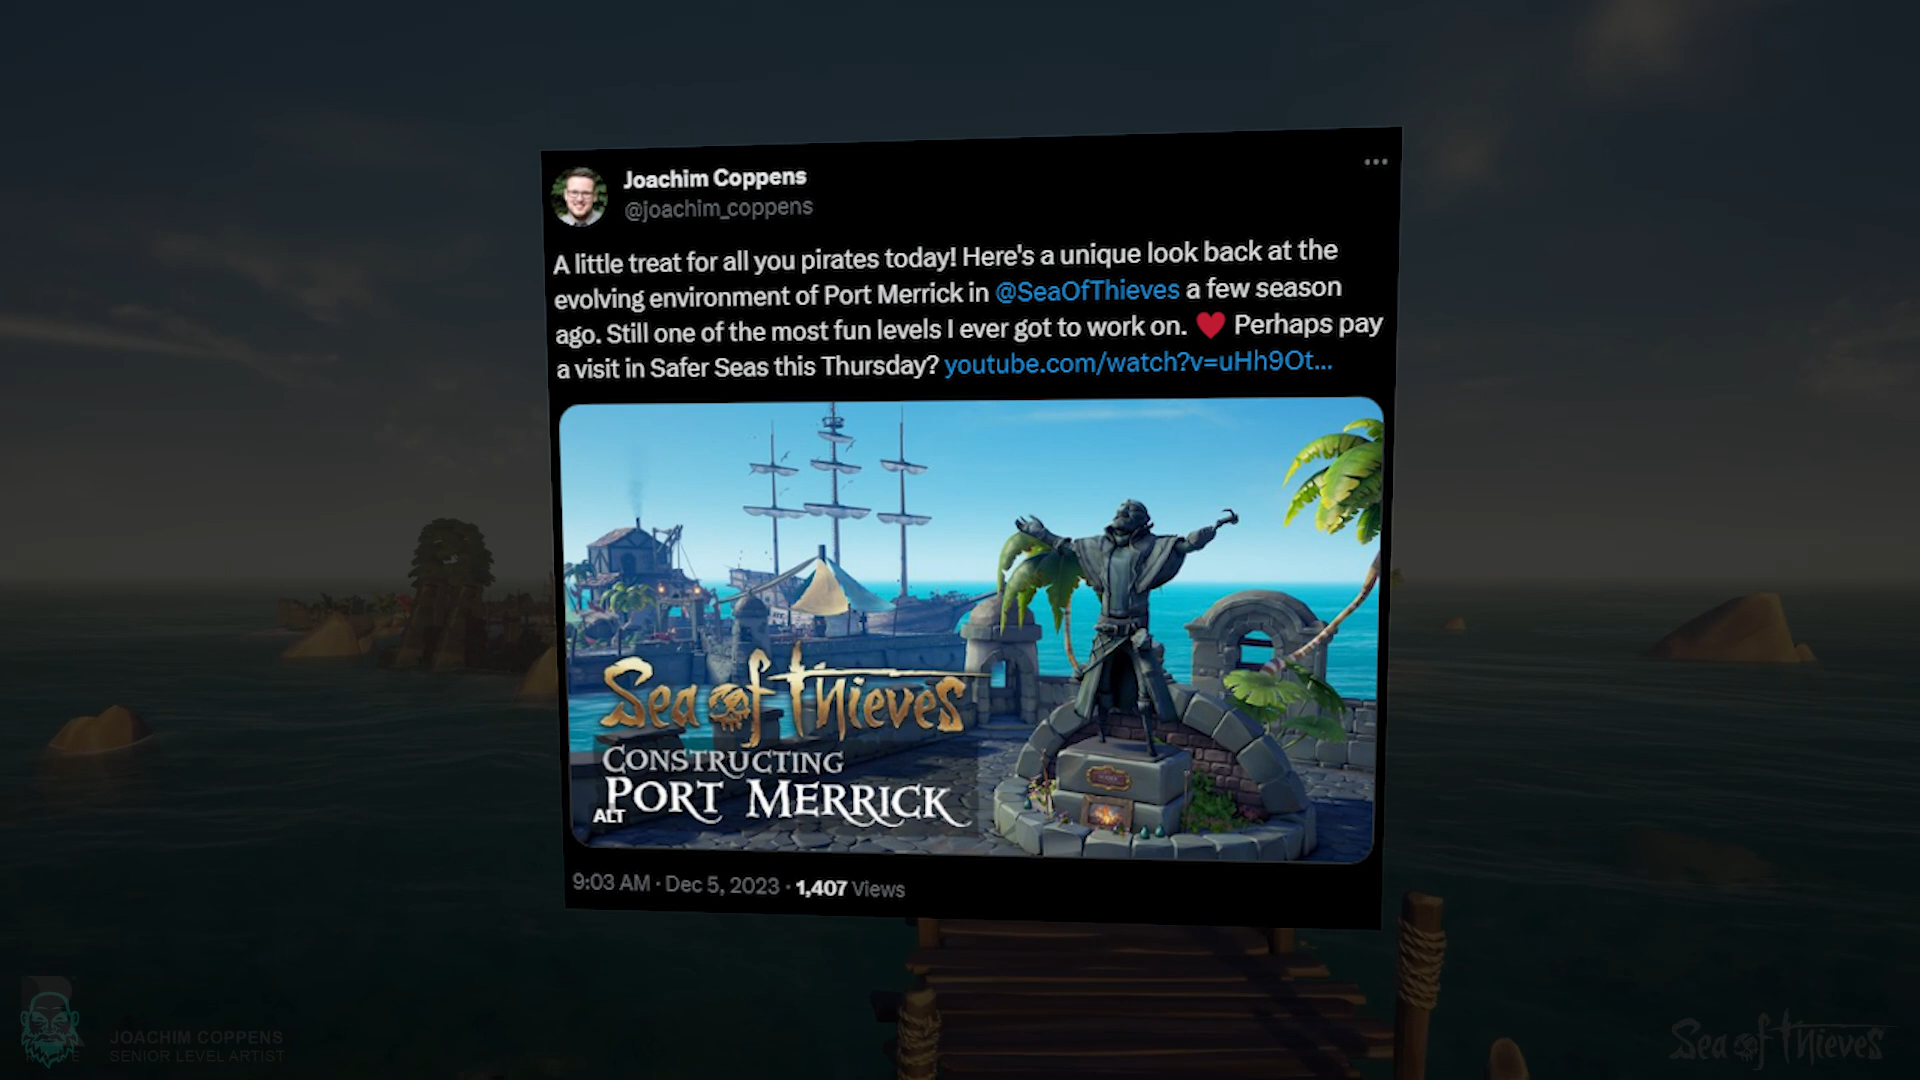 Joachim Coppens
@joachim_coppens
A little treat for all you pirates today! Here's a unique look back at the
evolving environment of Port Merrick in @SeaOfThieves a few season
ago. Still one of the most fun levels I ever got to work on. ♥ Perhaps pay
a visit in Safer Seas this Thursday? youtube.com/watch?v=uHh9Ot...
Sea of Thieves
CONSTRUCTING
PORT MERRICK
ALT
9:03 AM · Dec 5, 2023 · 1,407 Views
JOACHIM COPPENS
SENIOR LEVEL ARTIST
Sea of Thieves